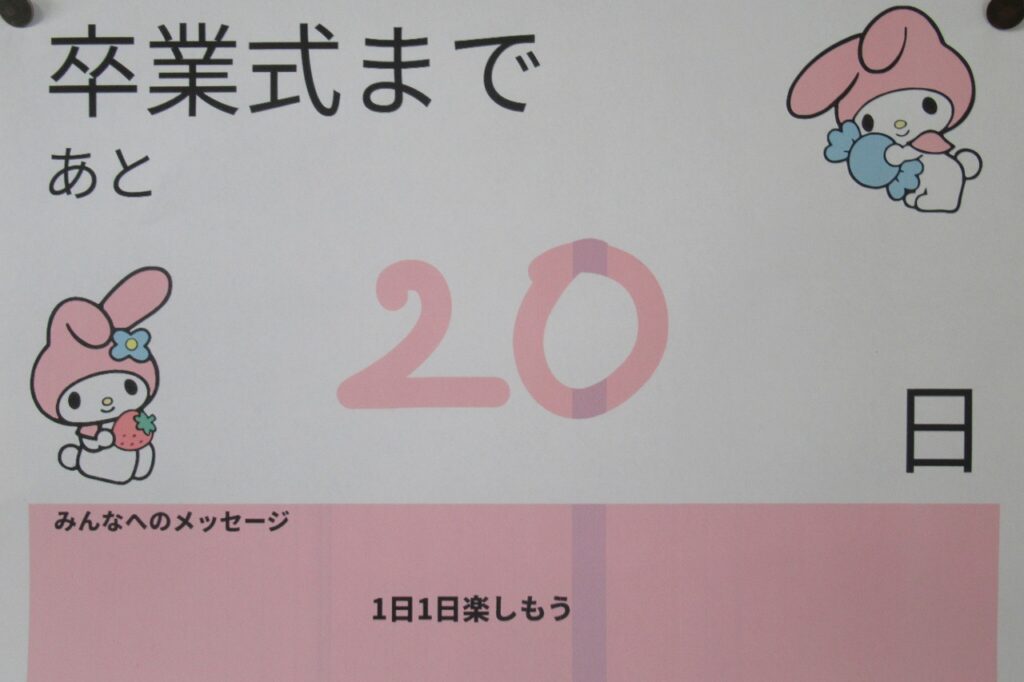 卒業式まで
あと
20
日
みんなへのメッセージ
1日1日楽しもう